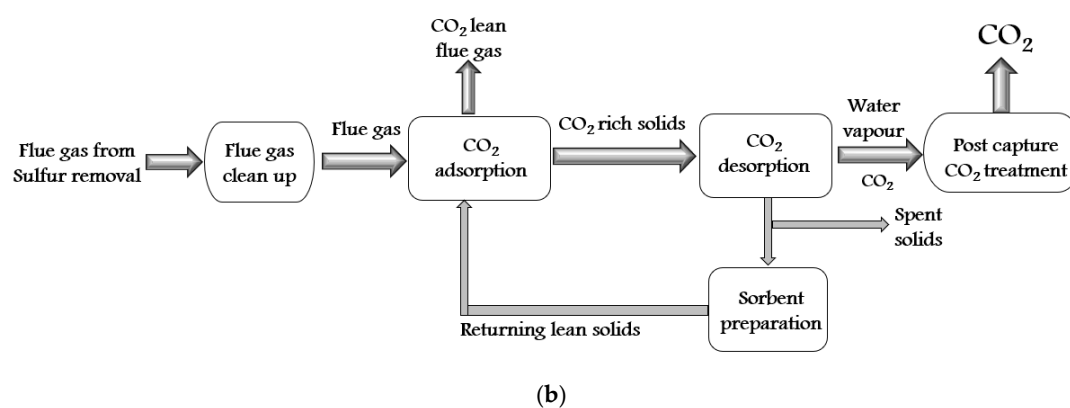 CO2 lean
flue gas
CO2
Flue gas from
Sulfur removal
Flue gas
clean up
Flue gas
CO2
adsorption
CO2 rich solids
CO2
desorption
Water
vapour
CO2
Post capture
CO2 treatment
Spent
solids
Sorbent
preparation
Returning lean solids
(b)